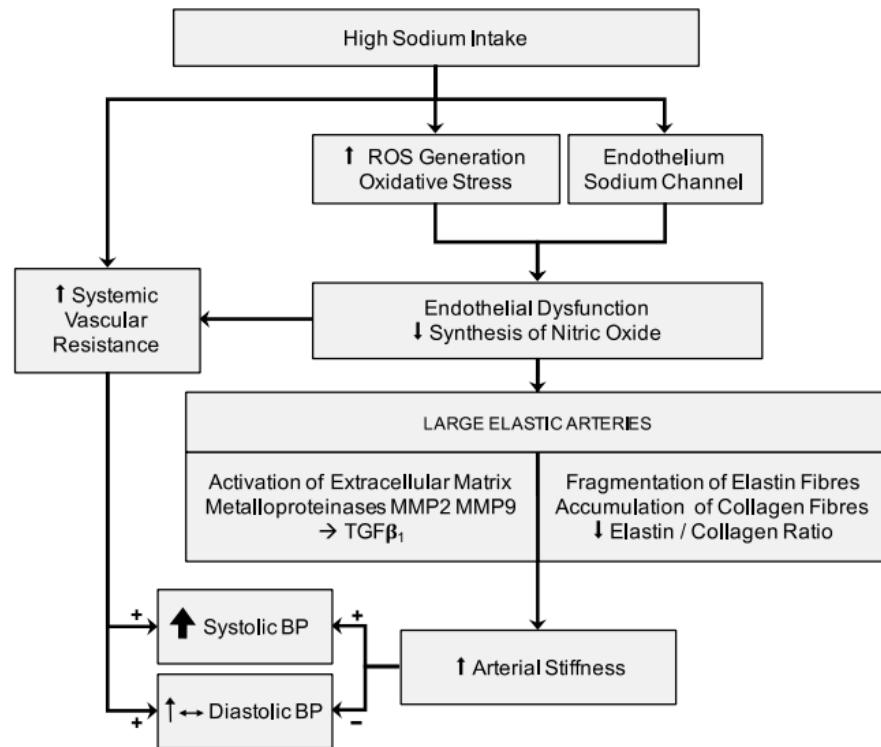 High Sodium Intake
↑ ROS Generation
Oxidative Stress
Endothelium
Sodium Channel
↑ Systemic
Vascular
Resistance
Endothelial Dysfunction
↓ Synthesis of Nitric Oxide
LARGE ELASTIC ARTERIES
Activation of Extracellular Matrix
Metalloproteinases MMP2 MMP9
→ TGFβ₁
Fragmentation of Elastin Fibres
Accumulation of Collagen Fibres
↓ Elastin / Collagen Ratio
+
↑ Systolic BP
+
↑ Arterial Stiffness
+
↑↔ Diastolic BP
−